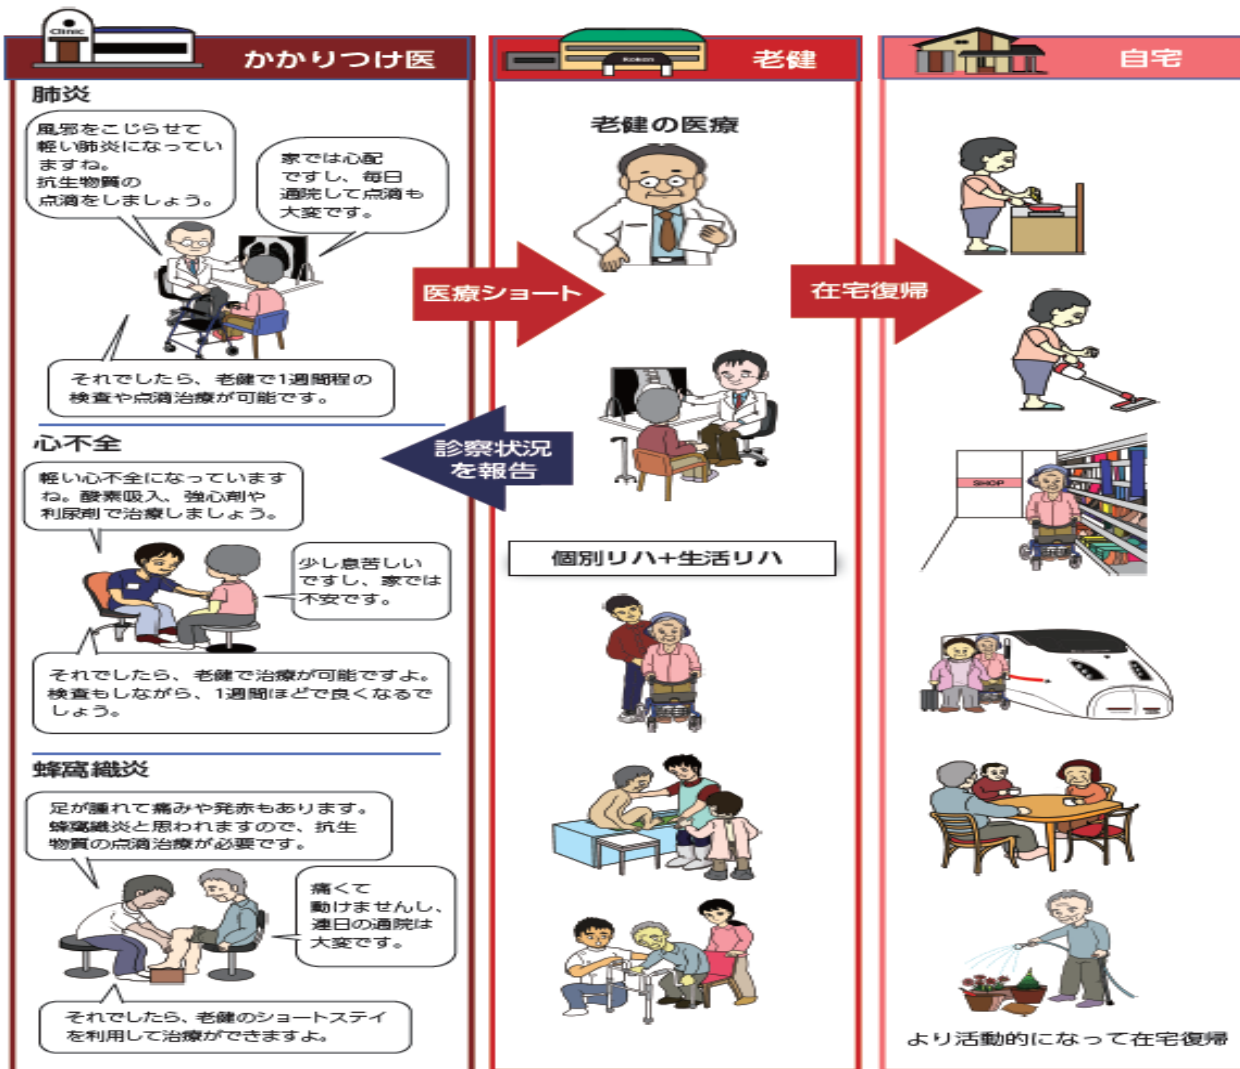 Clinic
かかりつけ医
肺炎
風邪をこじらせて
軽い肺炎になってい
ますね。
抗生物質の
点滴をしましょう。
家では心配
ですし、毎日
通院して点滴も
大変です。
それでしたら、老健で1週間程の
検査や点滴治療が可能です。
心不全
軽い心不全になっています
ね。酸素吸入、強心剤や
利尿剤で治療しましょう。
少し息苦しい
ですし、家では
不安です。
それでしたら、老健で治療が可能ですよ。
検査もしながら、1週間ほどで良くなるで
しょう。
蜂窩織炎
足が腫れて痛みや発赤もあります。
蜂窩織炎と思われますので、抗生
物質の点滴治療が必要です。
痛くて
動けませんし、
連日の通院は
大変です。
それでしたら、老健のショートステイ
を利用して治療ができますよ。
医療ショート
診察状況
を報告
Roken
老健
老健の医療
個別リハ+生活リハ
在宅復帰
自宅
SHOP
より活動的になって在宅復帰